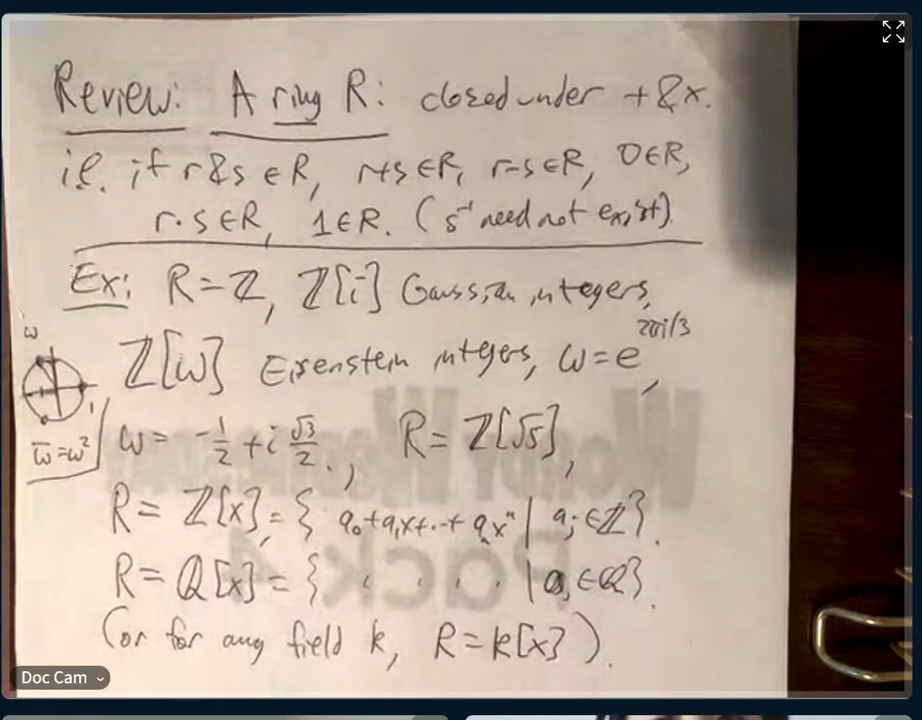 Review: A ring R: closed under + & x.
i.e. if r & s ∈ R, r+s ∈ R, r-s ∈ R, 0 ∈ R,
r·s ∈ R, 1 ∈ R. (s⁻¹ need not exist).
Ex: R = ℤ, ℤ[i] Gaussian integers,
ℤ[ω] Eisenstein integers, ω = e^{2πi/3},
ω
1
ω̄ = ω²
ω = -1/2 + i √3/2., R = ℤ[√5],
R = ℤ[x], = { a₀+a₁x+..+ aₙxⁿ | aᵢ ∈ ℤ}.
R = ℚ[x] = { . . . . | aᵢ ∈ ℚ}.
(or for any field k, R = k[x]).
Doc Cam